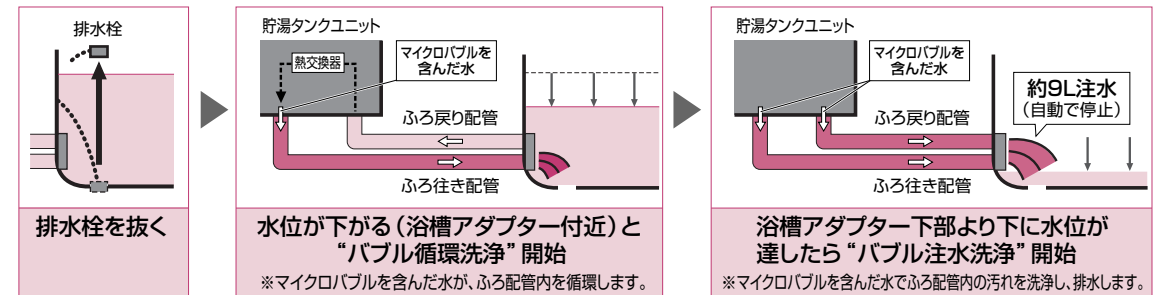 排水栓
排水栓を抜く
貯湯タンクユニット
熱交換器
マイクロバブルを
含んだ水
ふろ戻り配管
ふろ往き配管
水位が下がる（浴槽アダプター付近）と
“バブル循環洗浄”開始
※マイクロバブルを含んだ水が、ふろ配管内を循環します。
貯湯タンクユニット
マイクロバブルを
含んだ水
約9L注水
（自動で停止）
ふろ戻り配管
ふろ往き配管
浴槽アダプター下部より下に水位が
達したら“バブル注水洗浄”開始
※マイクロバブルを含んだ水でふろ配管内の汚れを洗浄し、排水します。